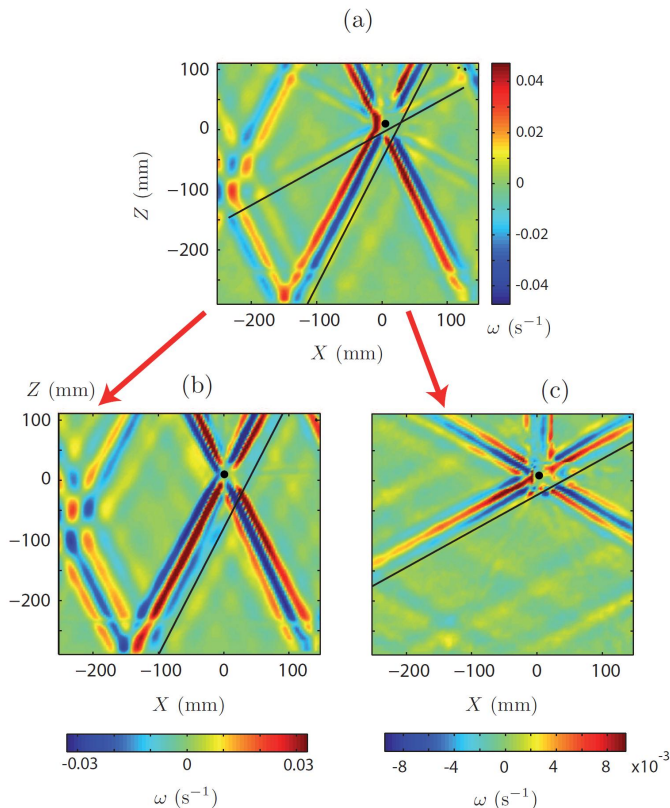 (a)
100
0
−100
−200
Z (mm)
−200 −100 0 100
X (mm)
0.04
0.02
0
-0.02
-0.04
ω (s⁻¹)
Z (mm)
(b)
100
0
−100
−200
−200 −100 0 100
X (mm)
-0.03 0 0.03
ω (s⁻¹)
(c)
−200 −100 0 100
X (mm)
-8 -4 0 4 8 x10⁻³
ω (s⁻¹)